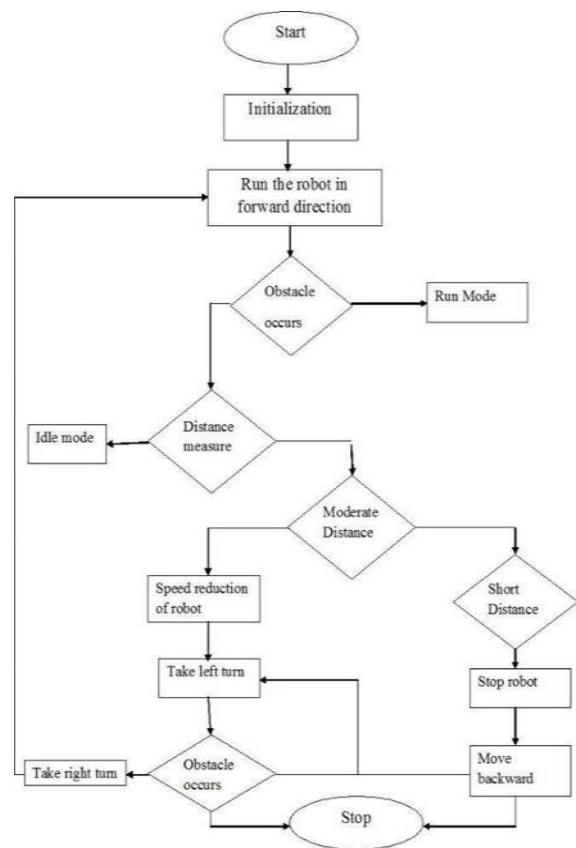 Start
Initialization
Run the robot in
forward direction
Obstacle
occurs
Run Mode
Idle mode
Distance
measure
Moderate
Distance
Speed reduction
of robot
Short
Distance
Take left turn
Stop robot
Take right turn
Obstacle
occurs
Move
backward
Stop